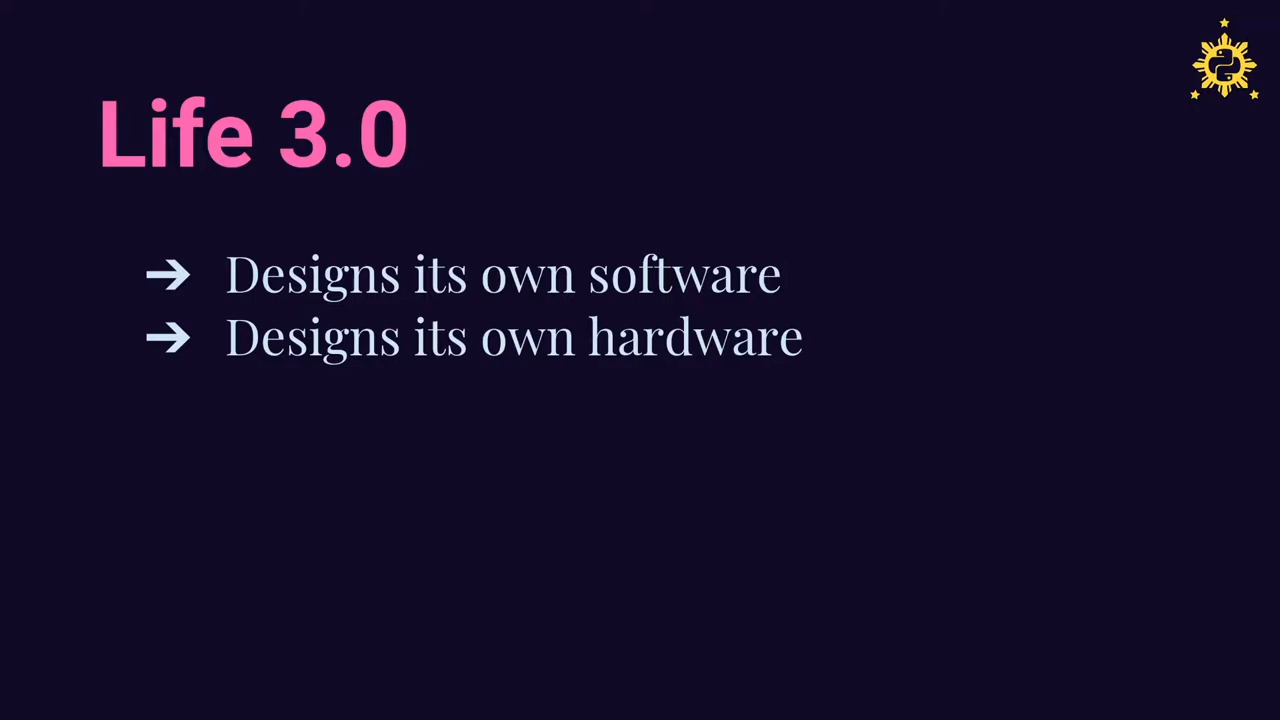 Life 3.0
➔ Designs its own software
➔ Designs its own hardware